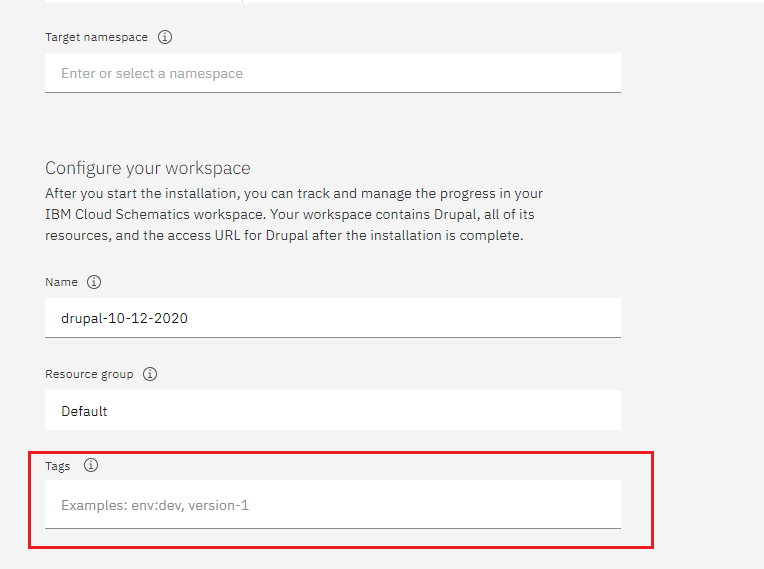 Target namespace
Enter or select a namespace
Configure your workspace
After you start the installation, you can track and manage the progress in your
IBM Cloud Schematics workspace. Your workspace contains Drupal, all of its
resources, and the access URL for Drupal after the installation is complete.
Name
drupal-10-12-2020
Resource group
Default
Tags
Examples: env:dev, version-1